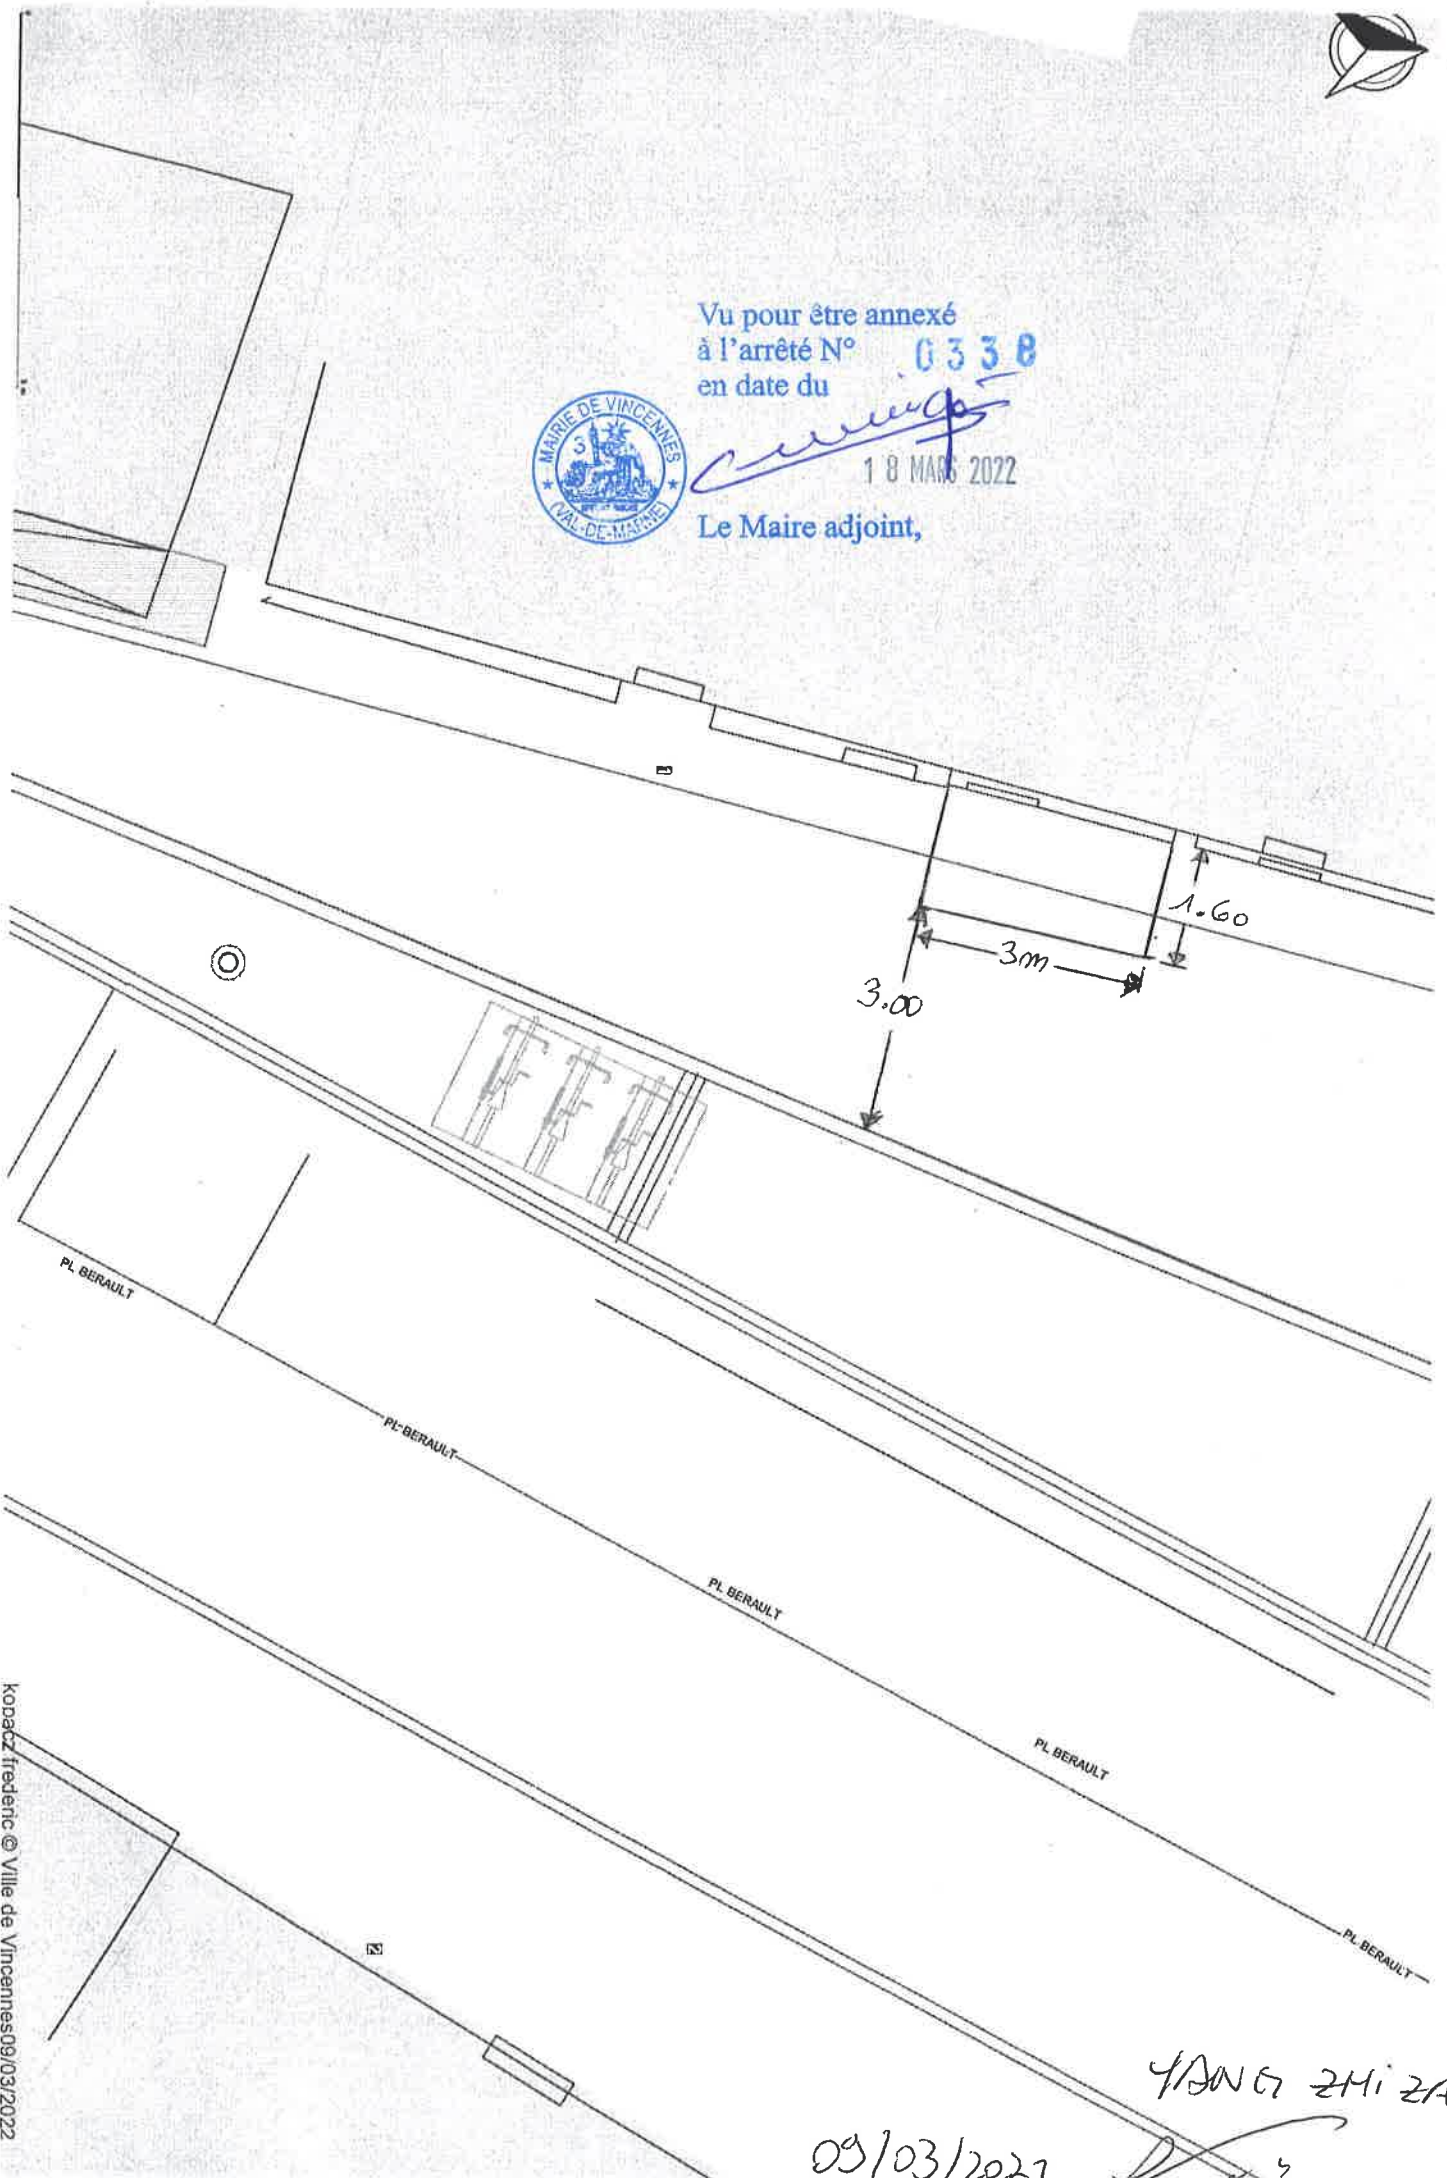 Vu pour être annexé
à l'arrêté N° 0338
en date du
18 MARS 2022
Le Maire adjoint,
MAIRIE DE VINCENNES
(VAL-DE-MARNE)
1.60
3m
3.00
PL BERAULT
PL BERAULT
PL BERAULT
PL BERAULT
PL BERAULT
kopacz frederic © Ville de Vincennes09/03/2022
YANG ZHi
09/03/2022